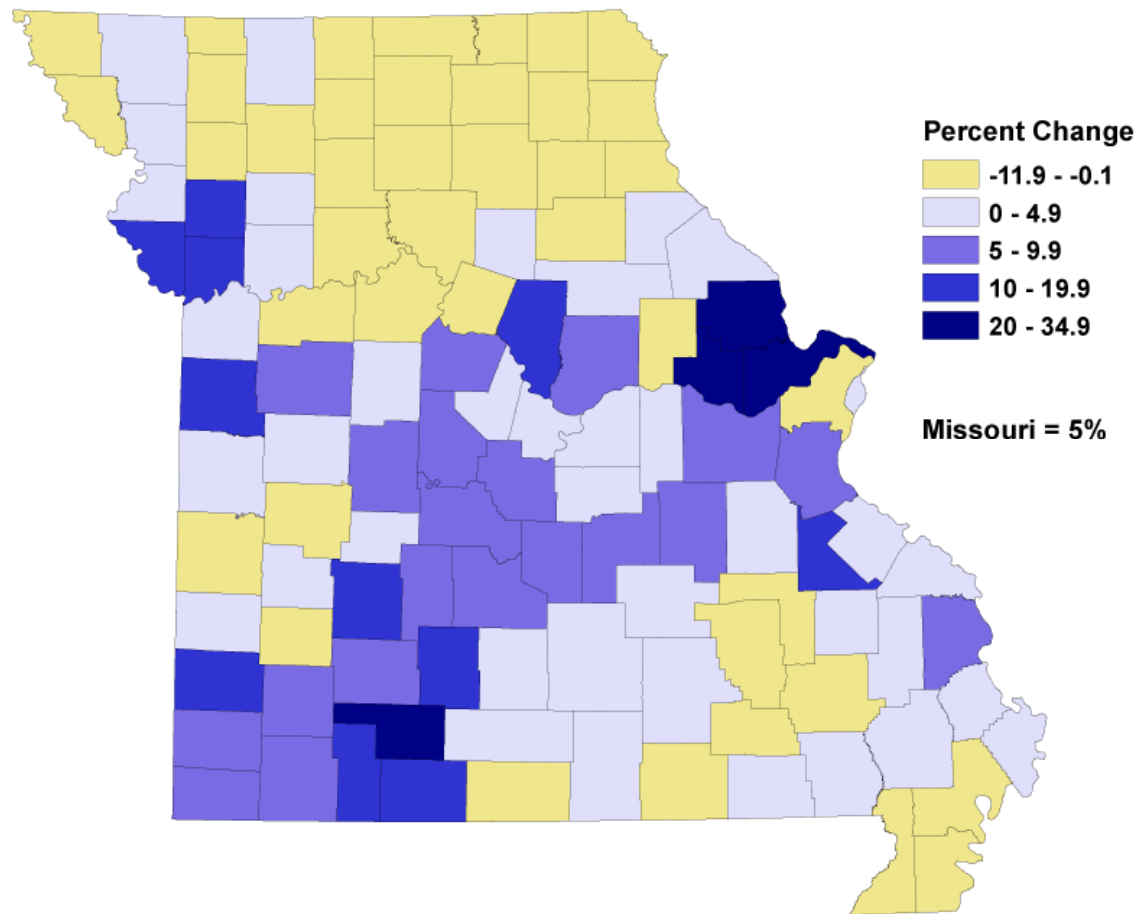 Percent Change
-11.9 - -0.1
0 - 4.9
5 - 9.9
10 - 19.9
20 - 34.9
Missouri = 5%